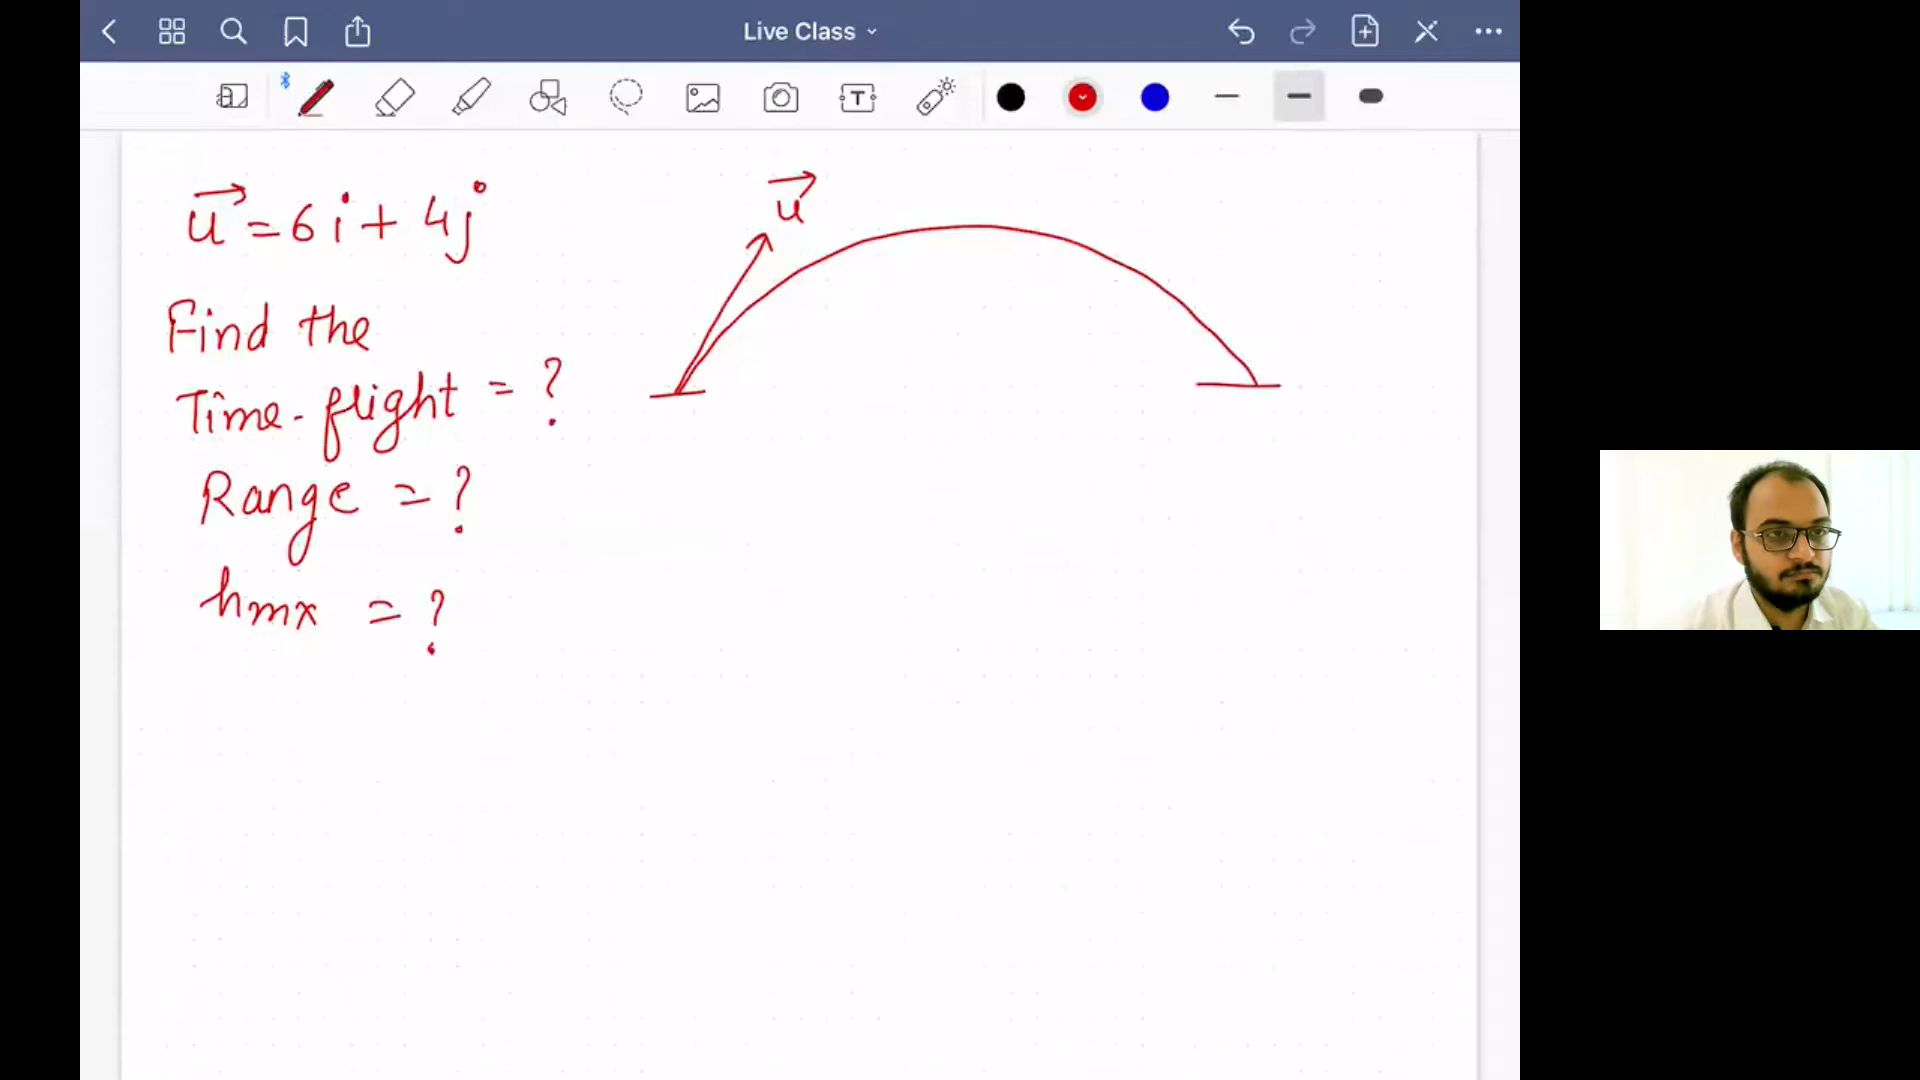 Live Class
u = 6i + 4j
u
Find the
Time-flight = ?
Range = ?
hmx = ?